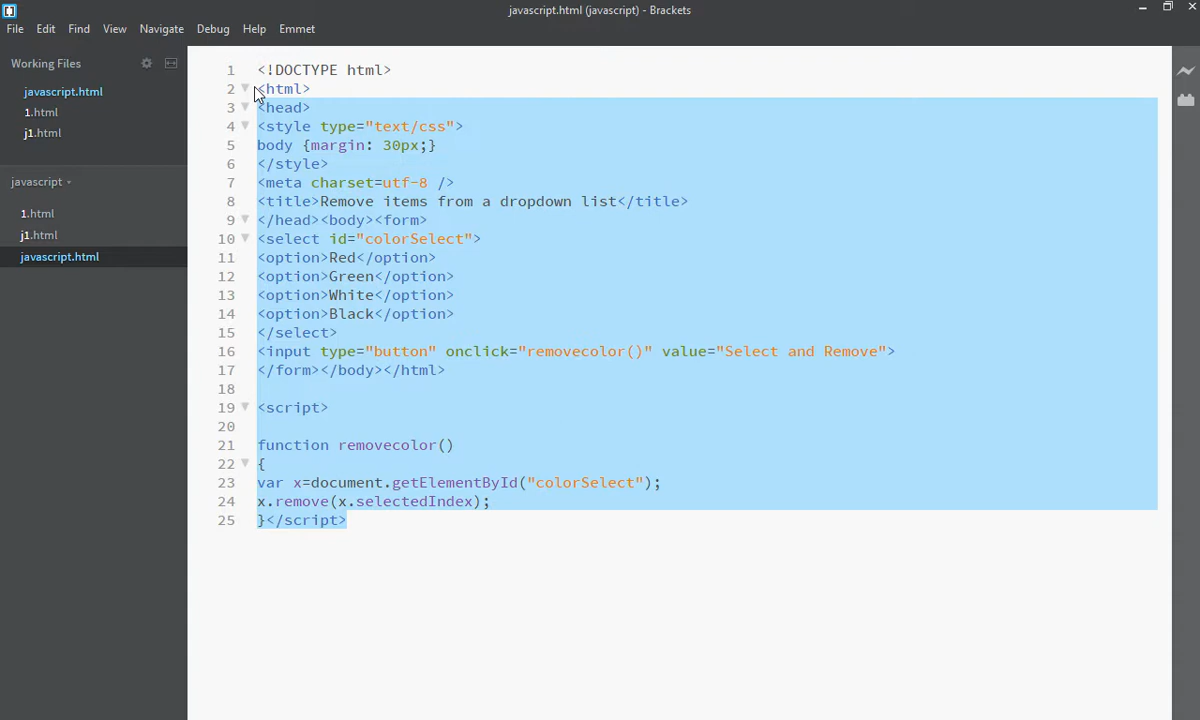 javascript.html (javascript) - Brackets
File Edit Find View Navigate Debug Help Emmet
Working Files
javascript.html
1.html
j1.html
javascript
1.html
j1.html
javascript.html
1 <!DOCTYPE html>
2 <html>
3 <head>
4 <style type="text/css">
5 body {margin: 30px;}
6 </style>
7 <meta charset=utf-8 />
8 <title>Remove items from a dropdown list</title>
9 </head><body><form>
10 <select id="colorSelect">
11 <option>Red</option>
12 <option>Green</option>
13 <option>White</option>
14 <option>Black</option>
15 </select>
16 <input type="button" onclick="removecolor()" value="Select and Remove">
17 </form></body></html>
18
19 <script>
20
21 function removecolor()
22 {
23 var x=document.getElementById("colorSelect");
24 x.remove(x.selectedIndex);
25 }</script>